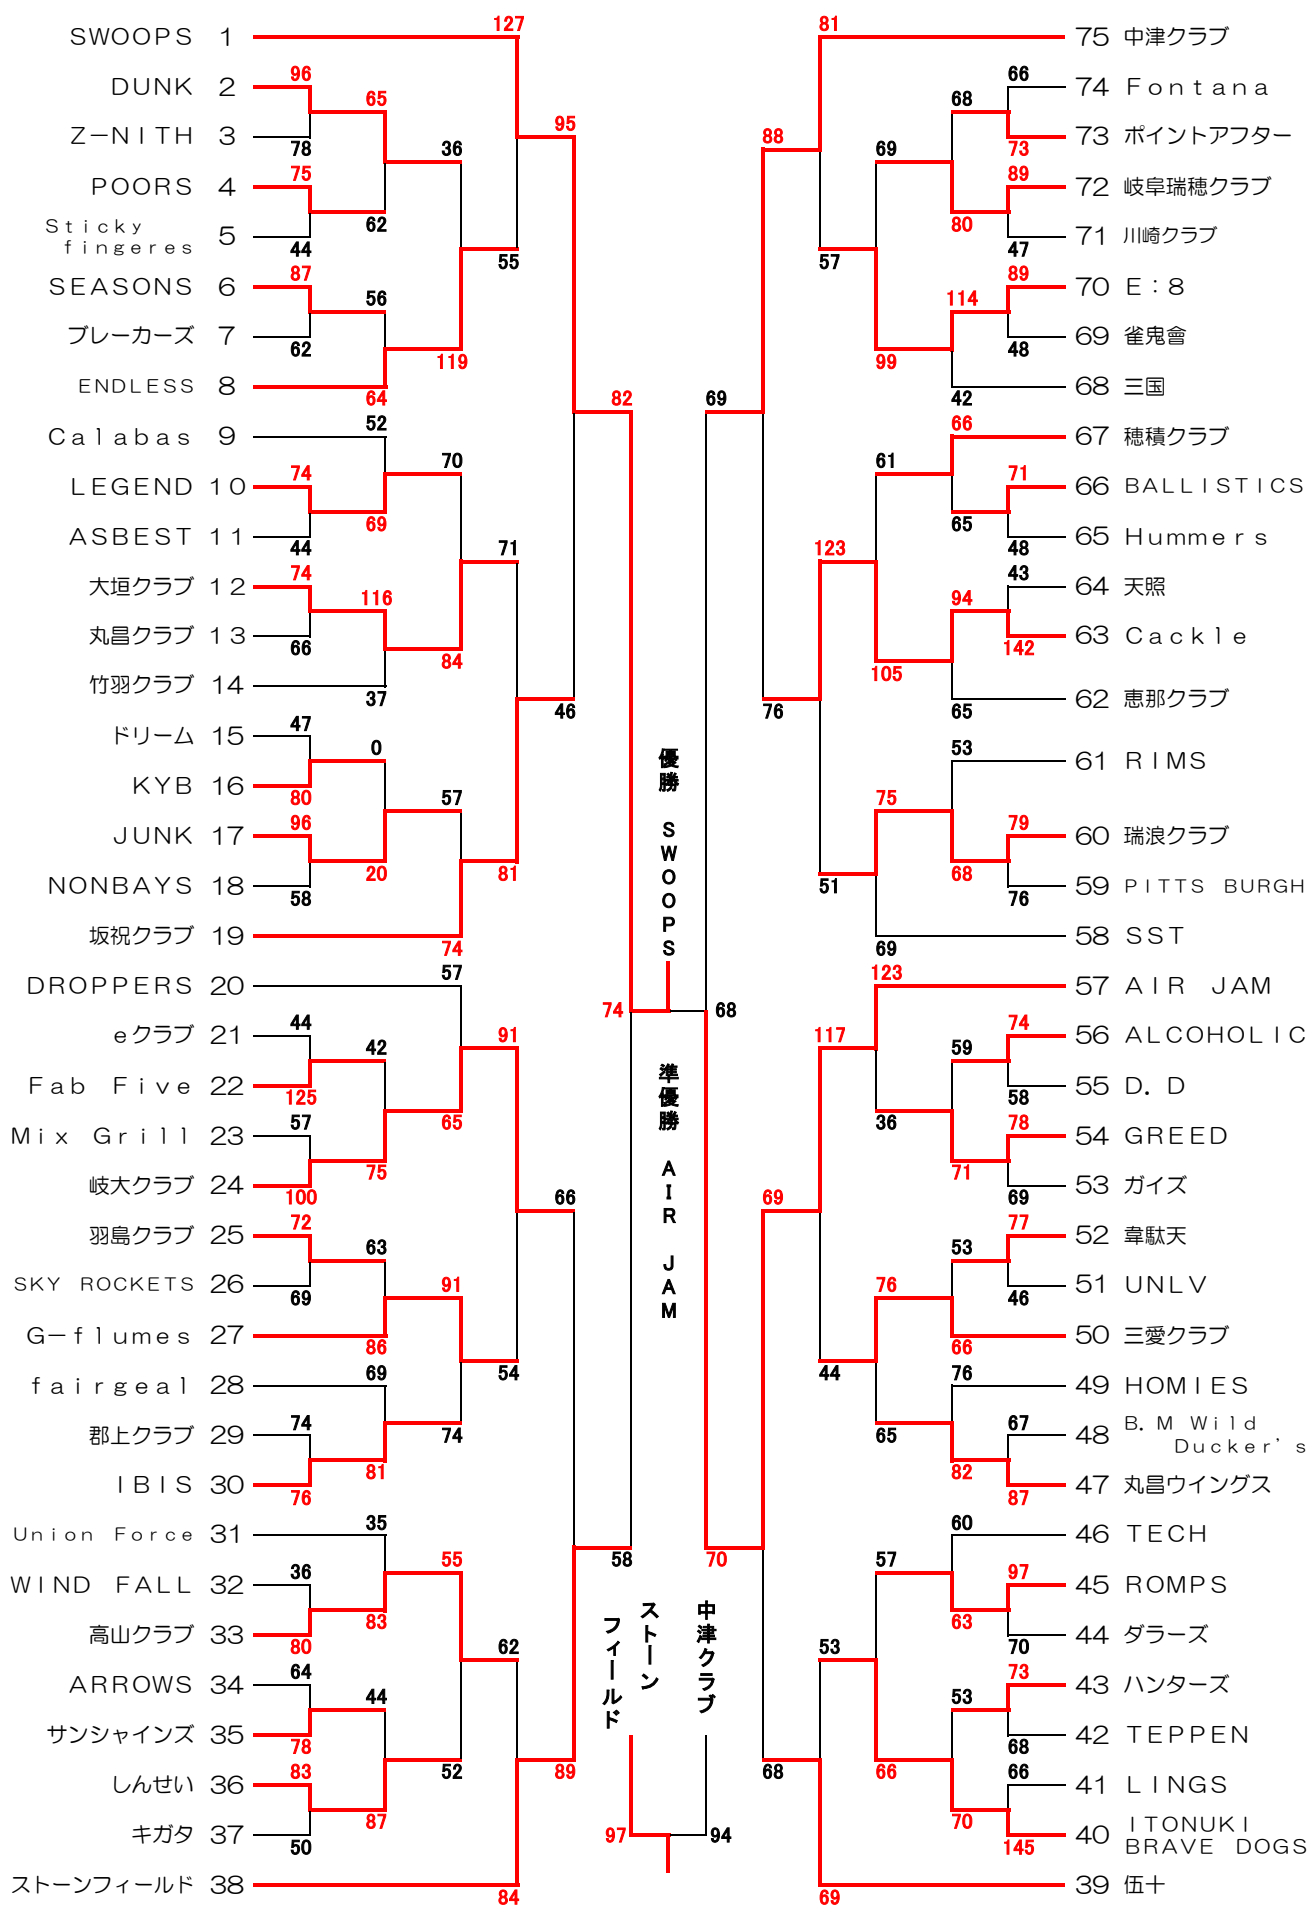 SWOOPS 1
DUNK 2
Z-NITH 3
POORS 4
Sticky
fingeres 5
SEASONS 6
ブレーカーズ 7
ENDLESS 8
Calabas 9
LEGEND 10
ASBEST 11
大垣クラブ 12
丸昌クラブ 13
竹羽クラブ 14
ドリーム 15
KYB 16
JUNK 17
NONBAYS 18
坂祝クラブ 19
DROPPERS 20
eクラブ 21
Fab Five 22
Mix Grill 23
岐大クラブ 24
羽島クラブ 25
SKY ROCKETS 26
G-flumes 27
fairgeal 28
郡上クラブ 29
IBIS 30
Union Force 31
WIND FALL 32
高山クラブ 33
ARROWS 34
サンシャインズ 35
しんせい 36
キガタ 37
ストーンフィールド 38
96
78
75
44
87
62
74
44
74
66
47
80
96
58
44
125
57
100
72
69
74
76
36
80
64
78
83
50
65
62
56
64
52
69
116
37
0
20
42
75
63
86
69
81
35
83
44
87
36
119
70
84
57
74
57
65
91
74
55
52
127
55
71
81
91
54
62
84
95
46
66
89
82
58
74
68
優勝 SWOOPS
準優勝 AIR JAM
ストーン
フィールド
中津クラブ
97
94
69
70
88
76
69
68
81
57
123
51
117
44
53
69
69
99
61
105
75
69
123
36
76
65
57
66
68
80
114
42
66
65
94
65
53
68
59
71
53
66
76
82
60
63
53
70
66
73
89
47
89
48
71
48
43
142
79
76
74
58
78
69
77
46
67
87
97
70
73
68
66
145
75 中津クラブ
74 Fontana
73 ポイントアフター
72 岐阜瑞穂クラブ
71 川崎クラブ
70 E:8
69 雀鬼會
68 三国
67 穂積クラブ
66 BALLISTICS
65 Hummers
64 天照
63 Cackle
62 恵那クラブ
61 RIMS
60 瑞浪クラブ
59 PITTS BURGH
58 SST
57 AIR JAM
56 ALCOHOLIC
55 D.D
54 GREED
53 ガイズ
52 韋駄天
51 UNLV
50 三愛クラブ
49 HOMIES
48 B.M Wild
Ducker's
47 丸昌ウイングス
46 TECH
45 ROMPS
44 ダラーズ
43 ハンターズ
42 TEPPEN
41 LINGS
40 ITONUKI
BRAVE DOGS
39 伍十